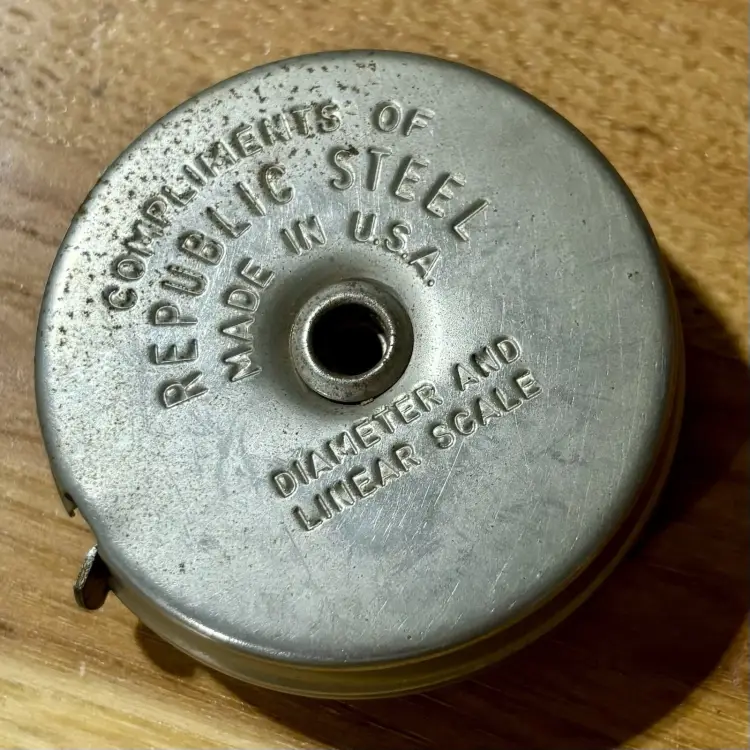 COMPLIMENTS OF
REPUBLIC STEEL
MADE IN U.S.A.
DIAMETER AND
LINEAR SCALE